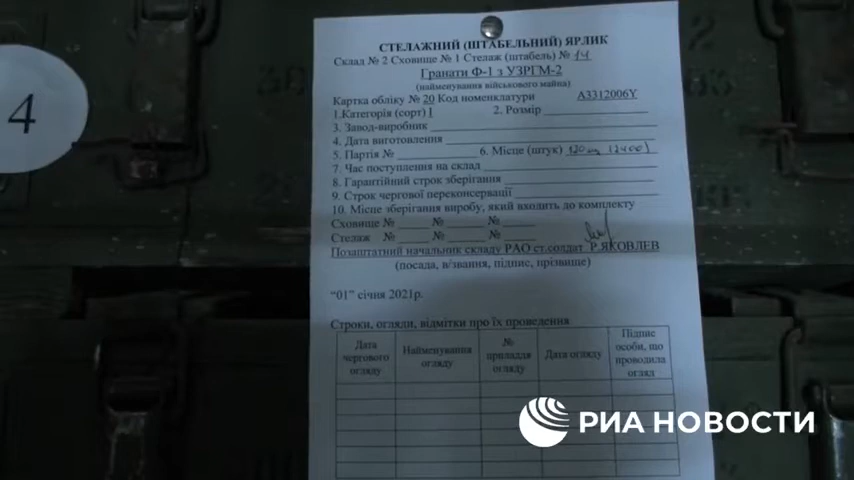 4
СТЕЛАЖНИЙ (ШТАБЕЛЬНИЙ) ЯРЛИК
Склад № 2 Сховище № 1 Стелаж (штабель) № 14
Гранати Ф-1 з УЗРГМ-2
(найменування військового майна)
Картка обліку № 20 Код номенклатури А3312006Y
1.Категорія (сорт) І 2. Розмір
3. Завод-виробник
4. Дата виготовлення
5. Партія № 6. Місце (штук)
7. Час поступлення на склад
8. Гарантійний строк зберігання
9. Строк чергової переконсервації
10. Місце зберігання виробу, який входить до комплекту
Сховище № № №
Стелаж № № №
Позаштатний начальник складу РАО ст.солдат Р.ЯКОВЛЕВ
(посада, в/звання, підпис, прізвище)
"01" січня 2021р.
Строки, огляди, відмітки про їх проведення
Дата чергового огляду
Найменування огляду
№ приладдя огляду
Дата огляду
Підпис особи, що проводила огляд
РИА НОВОСТИ